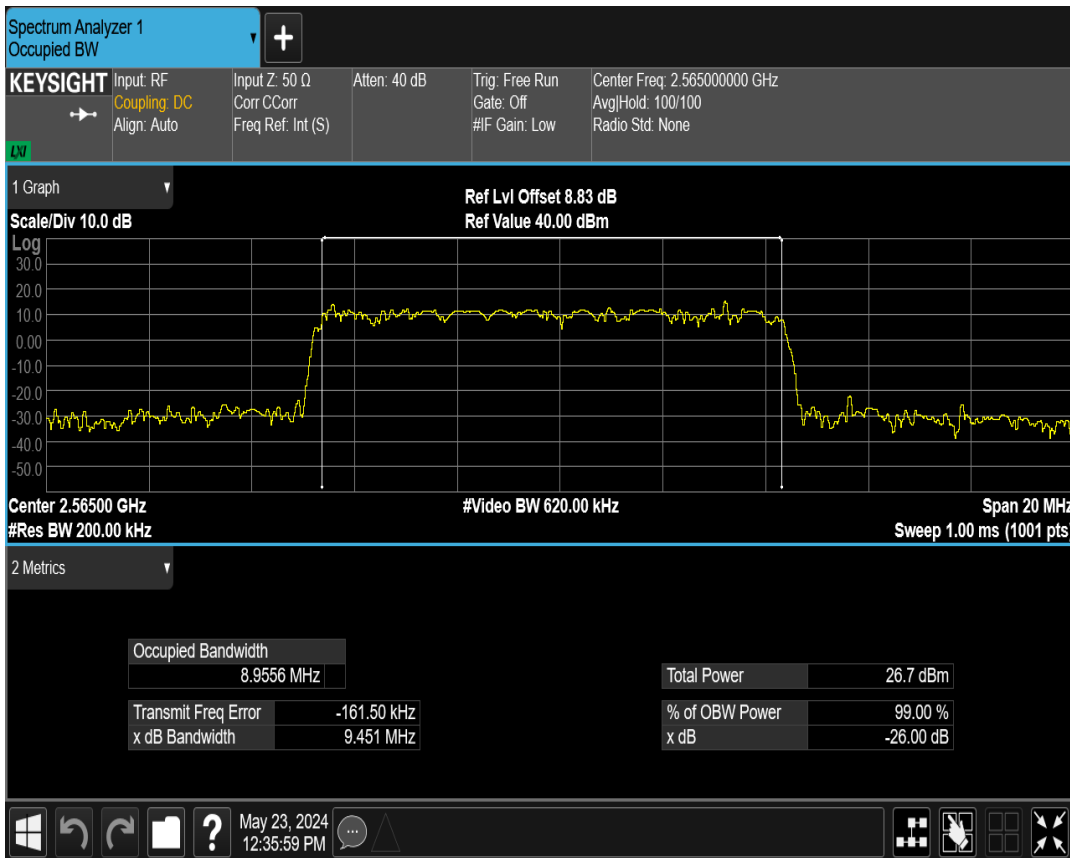 Spectrum Analyzer 1
Occupied BW
KEYSIGHT
LXI
Input: RF
Coupling: DC
Align: Auto
Input Z: 50 Ω
Corr CCorr
Freq Ref: Int (S)
Atten: 40 dB
Trig: Free Run
Gate: Off
#IF Gain: Low
Center Freq: 2.565000000 GHz
Avg|Hold: 100/100
Radio Std: None
1 Graph
Ref Lvl Offset 8.83 dB
Scale/Div 10.0 dB
Ref Value 40.00 dBm
Log
30.0
20.0
10.0
0.00
-10.0
-20.0
-30.0
-40.0
-50.0
Center 2.56500 GHz
#Video BW 620.00 kHz
Span 20 MHz
#Res BW 200.00 kHz
Sweep 1.00 ms (1001 pts)
2 Metrics
Occupied Bandwidth
8.9556 MHz
Total Power 26.7 dBm
Transmit Freq Error -161.50 kHz
% of OBW Power 99.00 %
x dB Bandwidth 9.451 MHz
x dB -26.00 dB
?
May 23, 2024
12:35:59 PM